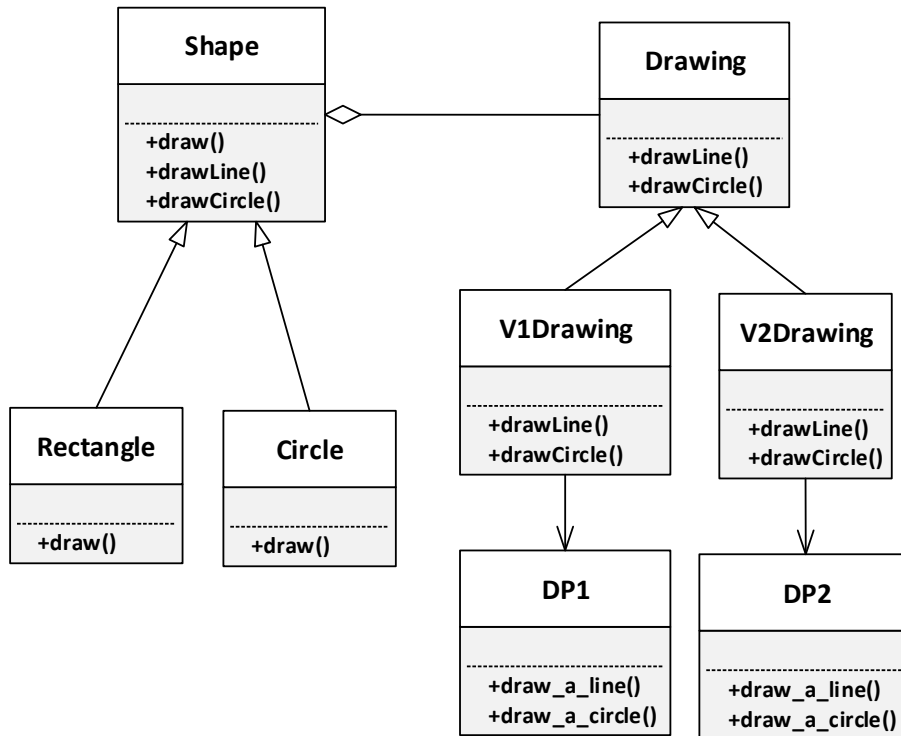 Shape
+draw()
+drawLine()
+drawCircle()
Drawing
+drawLine()
+drawCircle()
Rectangle
+draw()
Circle
+draw()
V1Drawing
+drawLine()
+drawCircle()
V2Drawing
+drawLine()
+drawCircle()
DP1
+draw_a_line()
+draw_a_circle()
DP2
+draw_a_line()
+draw_a_circle()